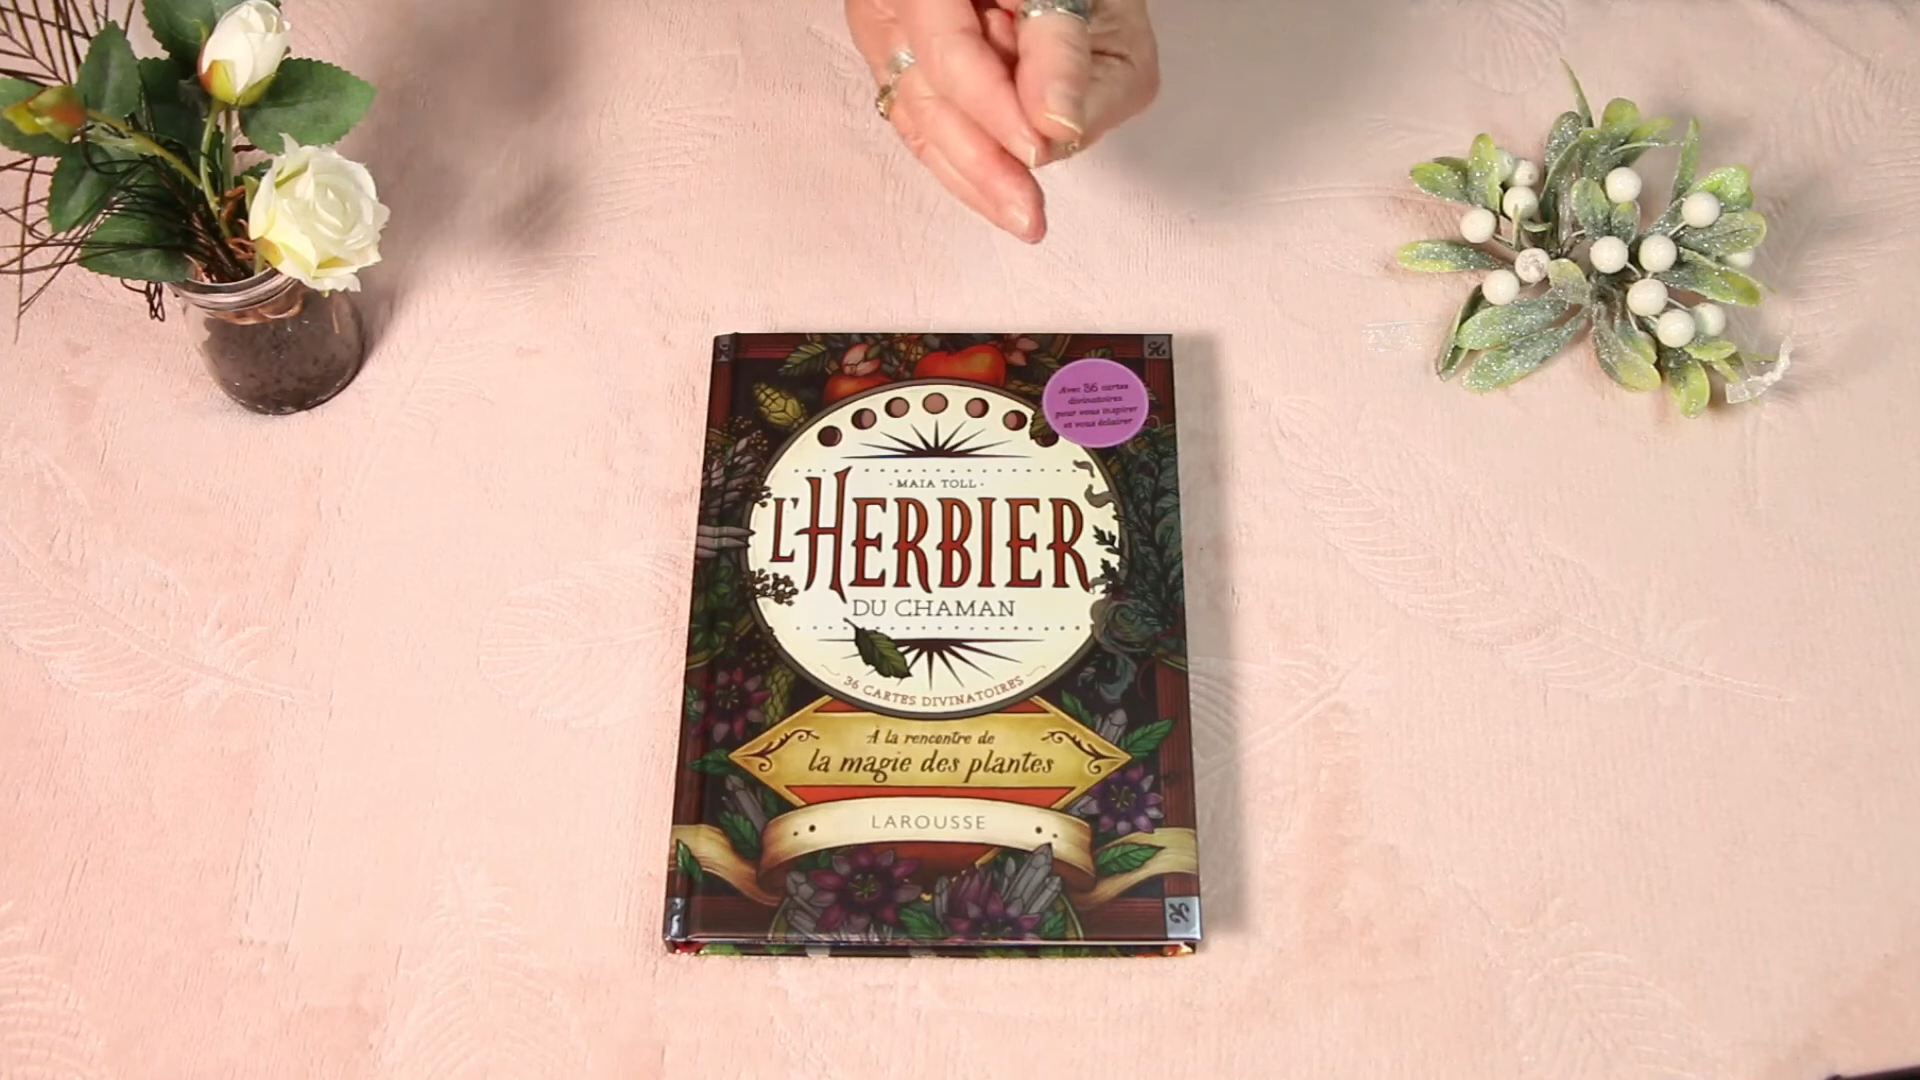 Avec 36 cartes
divinatoires
pour vous inspirer
et vous éclairer
· MAIA TOLL ·
L'HERBIER
DU CHAMAN
36 CARTES DIVINATOIRES
À la rencontre de
la magie des plantes
LAROUSSE